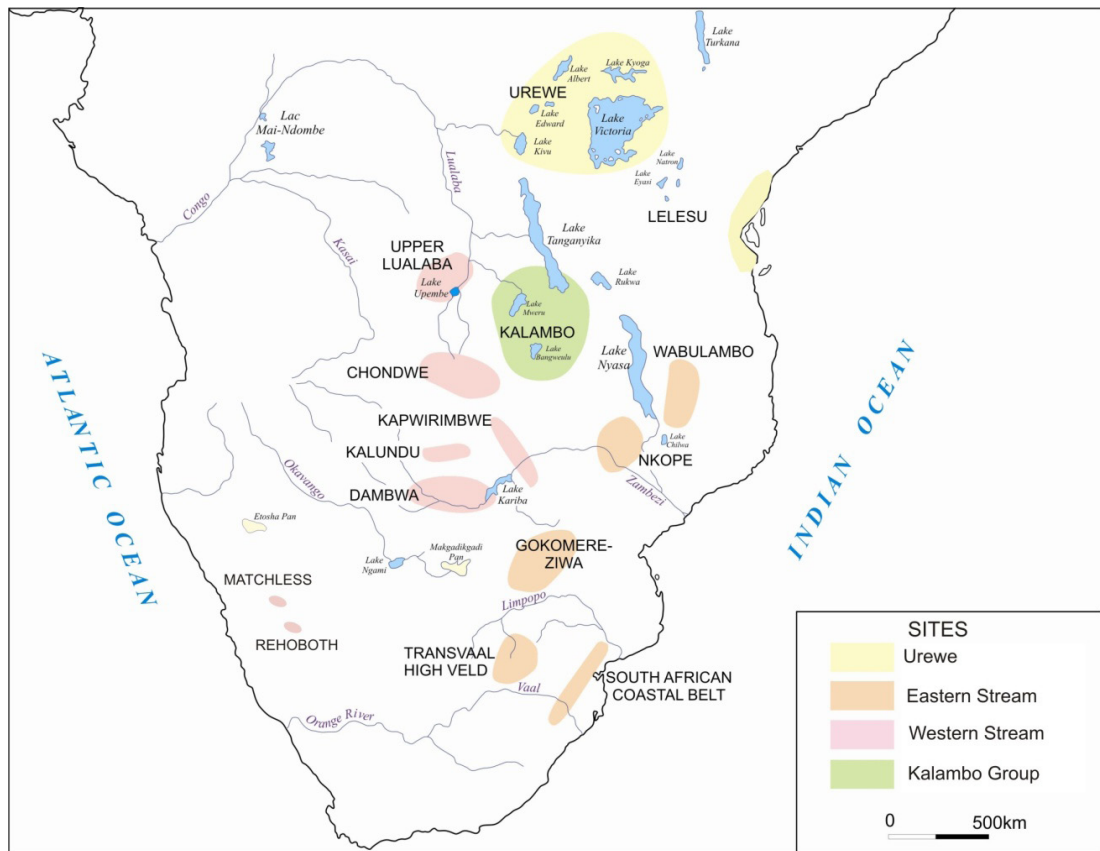 Lake
Turkana
Lake
Albert
Lake Kyoga
UREWE
Lake
Edward
Lake
Victoria
Lac
Mai-Ndombe
Lake
Kivu
Lualaba
Lake
Natron
Lake
Eyasi
Congo
LELESU
Kasai
Lake
Tanganyika
UPPER
LUALABA
Lake
Upembe
Lake
Rukwa
Lake
Mweru
KALAMBO
Lake
Bangweulu
Lake
Nyasa
WABULAMBO
CHONDWE
KAPWIRIMBWE
KALUNDU
Lake
Chilwa
NKOPE
DAMBWA
Lake
Kariba
Zambezi
Okavango
Etosha Pan
ATLANTIC OCEAN
INDIAN OCEAN
Lake
Ngami
Makgadikgadi
Pan
GOKOMERE-
ZIWA
MATCHLESS
REHOBOTH
Limpopo
TRANSVAAL
HIGH VELD
SOUTH AFRICAN
COASTAL BELT
Vaal
Orange River
SITES
Urewe
Eastern Stream
Western Stream
Kalambo Group
0 500km